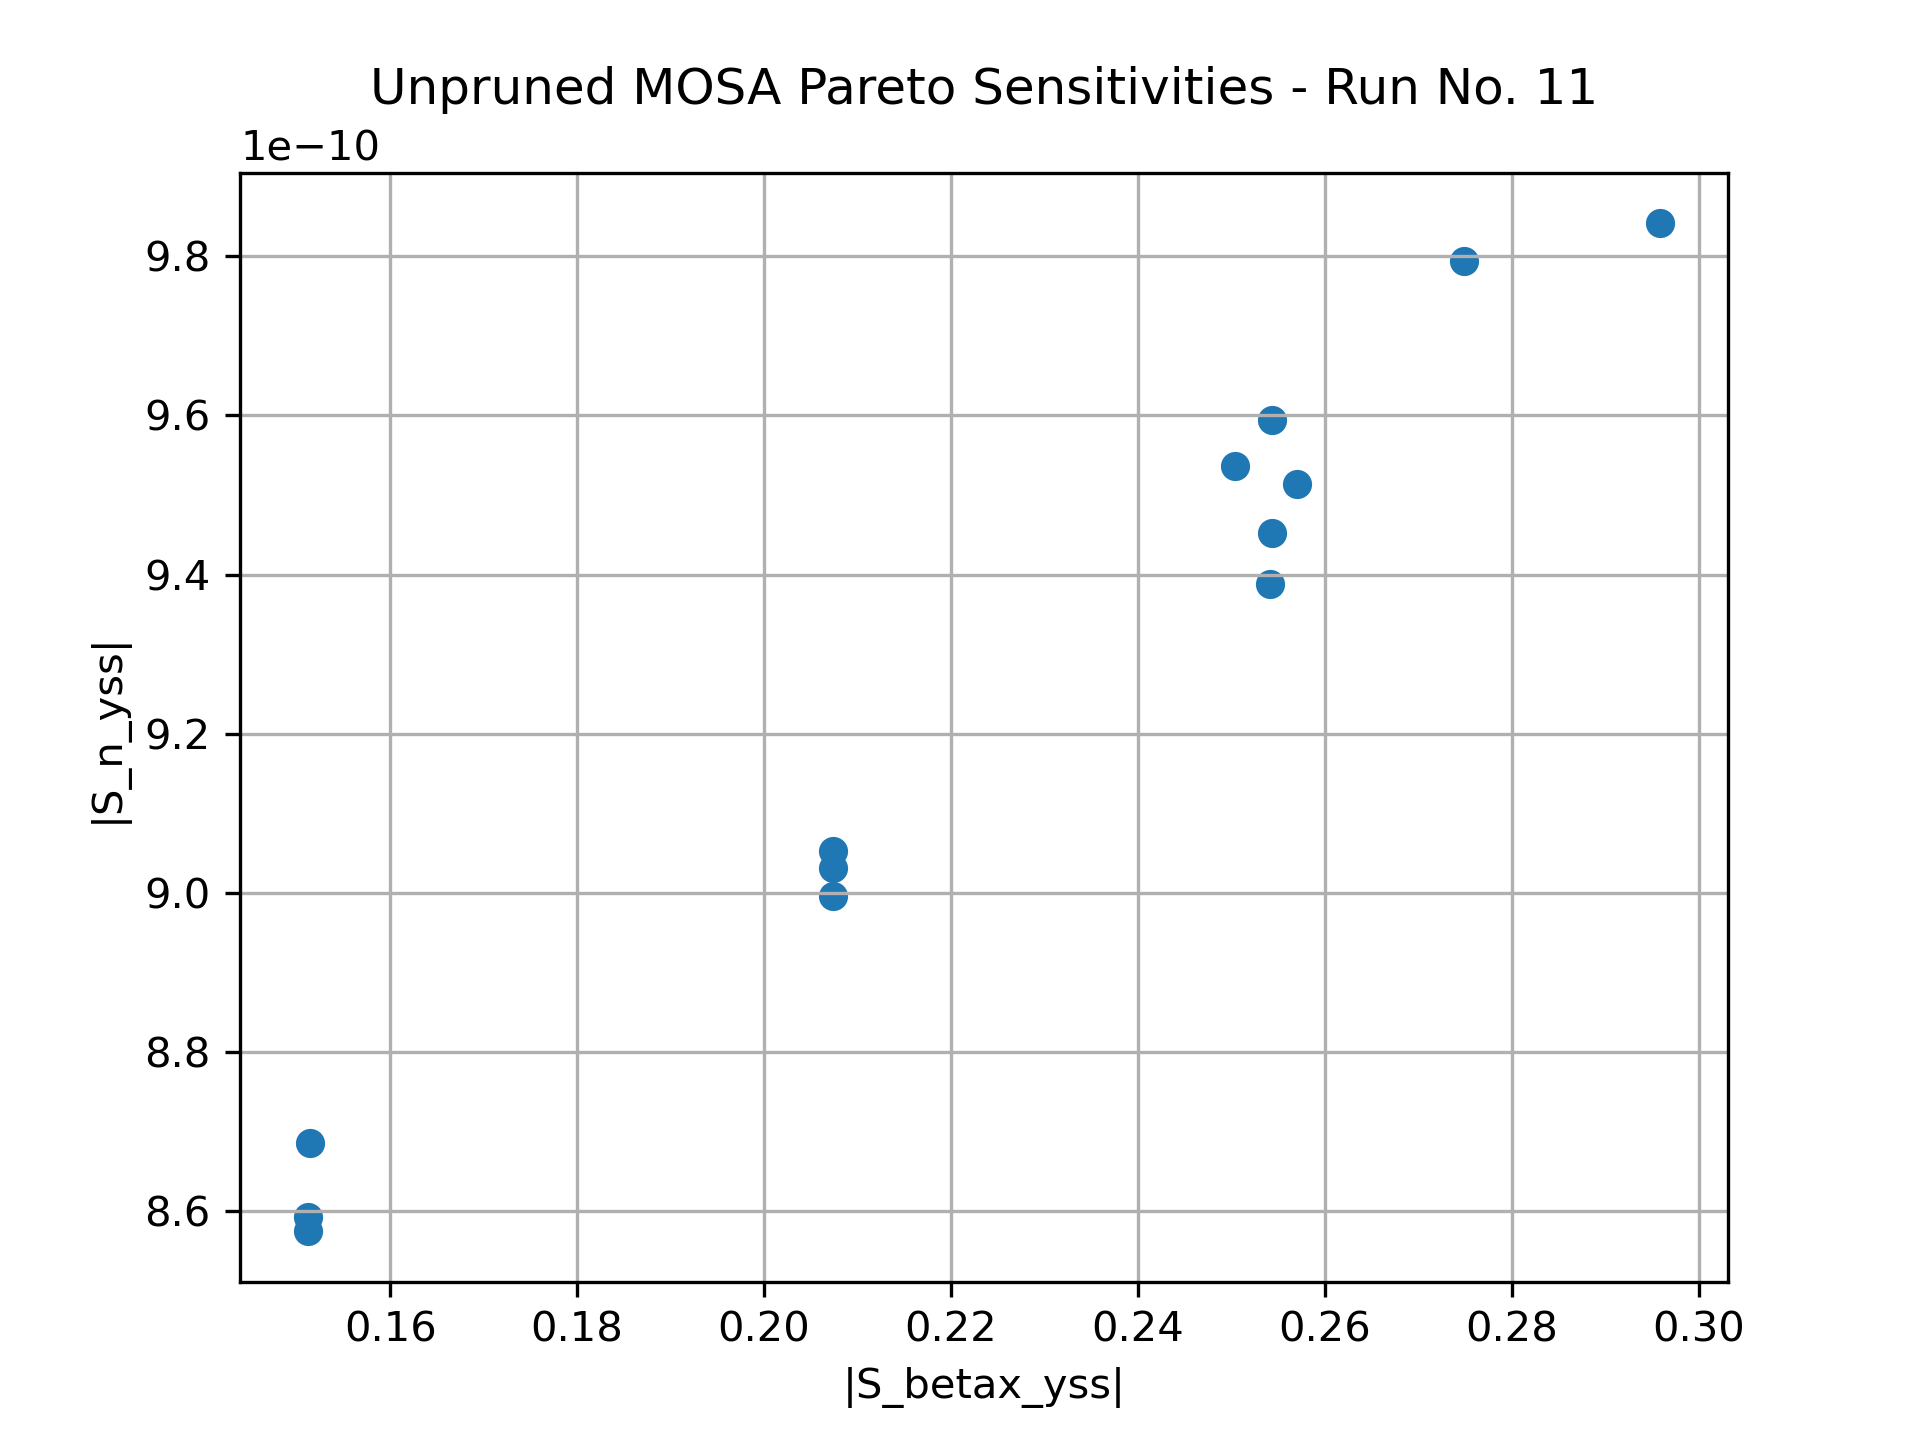 Unpruned MOSA Pareto Sensitivities - Run No. 11
1e−10
9.8
9.6
9.4
9.2
9.0
8.8
8.6
|S_n_yss|
0.16 0.18 0.20 0.22 0.24 0.26 0.28 0.30
|S_betax_yss|